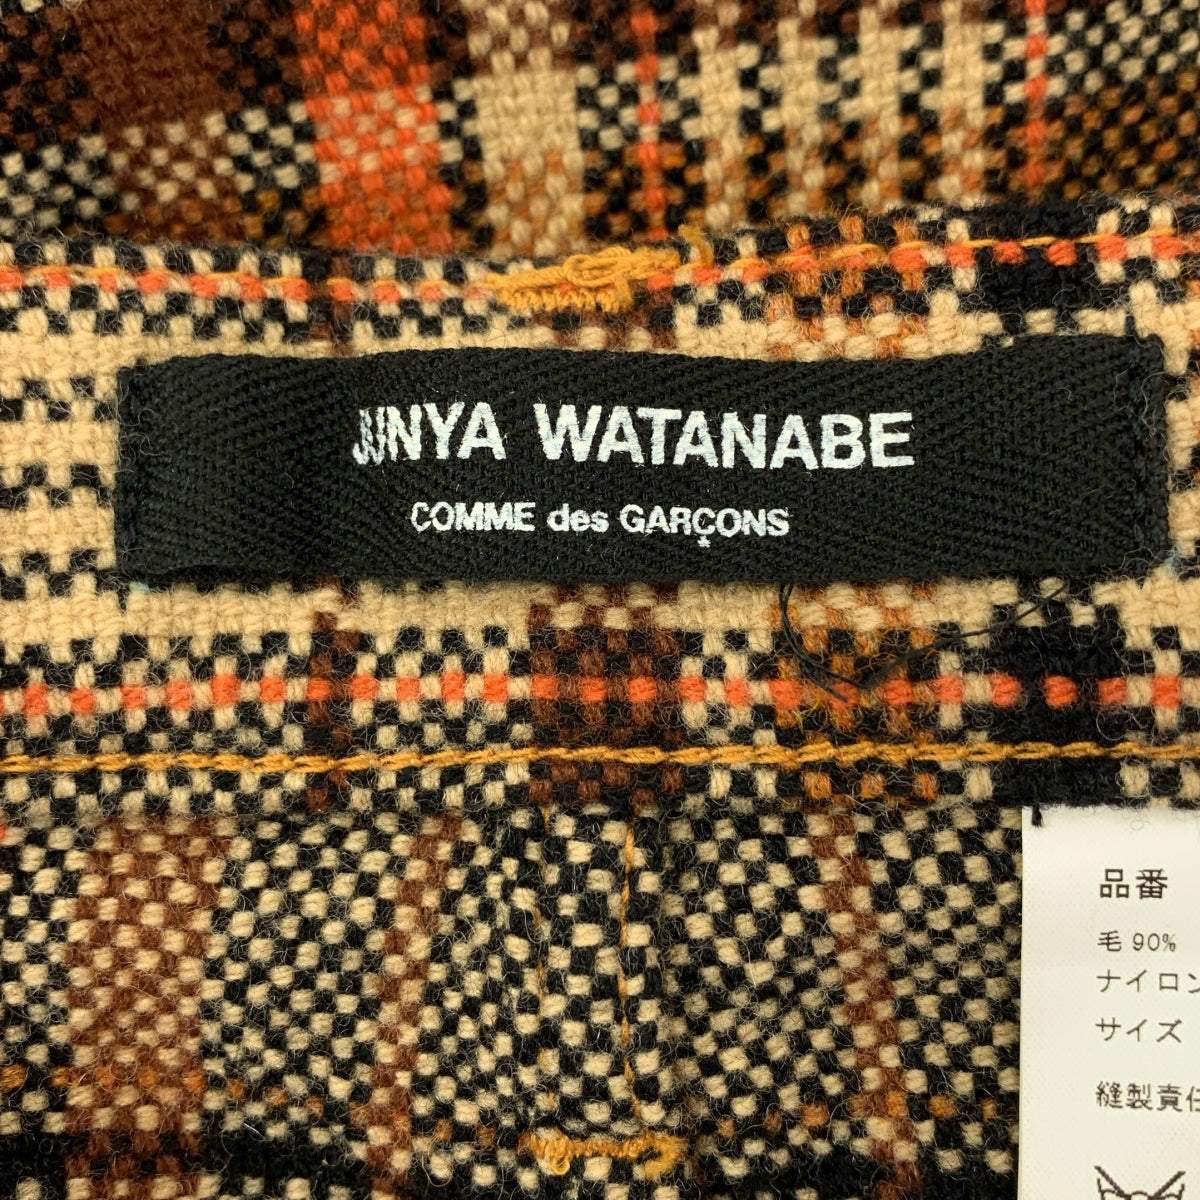 JUNYA WATANABE
COMME des GARÇONS
品番
毛 90%
ナイロン
サイズ
縫製責任